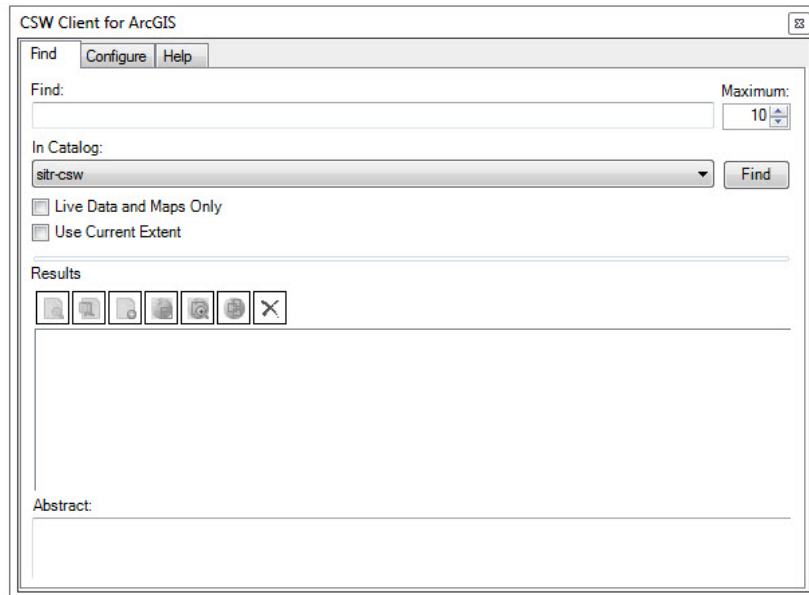 CSW Client for ArcGIS
Find Configure Help
Find: Maximum:
10
In Catalog:
sitr-csw Find
Live Data and Maps Only
Use Current Extent
Results
Abstract: